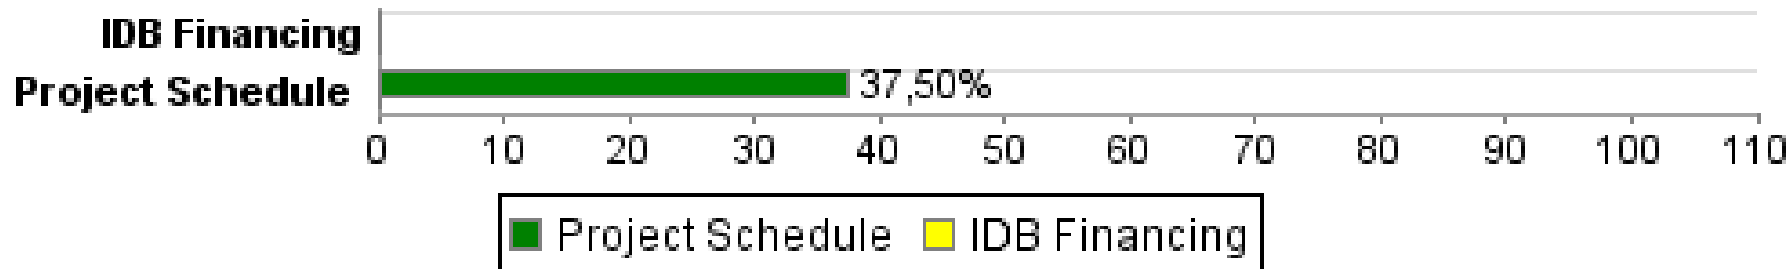 IDB Financing
Project Schedule 37,50%
0 10 20 30 40 50 60 70 80 90 100 110
Project Schedule IDB Financing